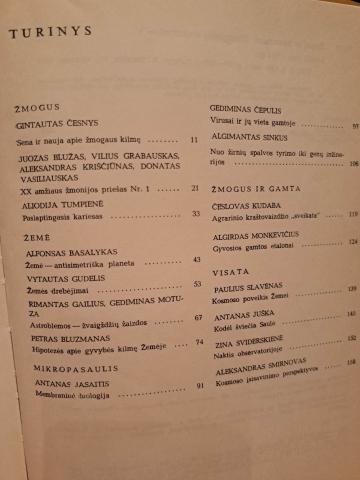 TURINYS
ŽMOGUS
GINTAUTAS ČESNYS
Sena ir nauja apie žmogaus kilmę 11
JUOZAS BLUŽAS, VILIUS GRABAUSKAS,
ALEKSANDRAS KRIŠČIŪNAS, DONATAS
VASILIAUSKAS
XX amžiaus žmonijos priešas Nr. 1 21
ALIODIJA TUMPIENĖ
Paslaptingasis kariesas 33
ŽEMĖ
ALFONSAS BASALYKAS
Žemė — antisimetriška planeta 43
VYTAUTAS GUDELIS
Žemės drebėjimai 53
RIMANTAS GAILIUS, GEDIMINAS MOTU-
ZA
Astroblemos — žvaigždžių žaizdos 67
PETRAS BLUZMANAS
Hipotezės apie gyvybės kilmę Žemėje 74
MIKROPASAULIS
ANTANAS JASAITIS
Membraninė biologija 91
GEDIMINAS ČEPULIS
Virusai ir jų vieta gamtoje 97
ALGIMANTAS SINKUS
Nuo žirnių spalvos tyrimo iki genų inžine-
rijos 106
ŽMOGUS IR GAMTA
ČESLOVAS KUDABA
Agrarinio kraštovaizdžio „sveikata" 119
ALGIRDAS MONKEVIČIUS
Gyvosios gamtos etalonai 124
VISATA
PAULIUS SLAVĖNAS
Kosmoso poveikis Žemei 139
ANTANAS JUŠKA
Kodėl šviečia Saulė 145
ZINA SVIDERSKIENĖ
Naktis observatorijoje 152
ALEKSANDRAS SMIRNOVAS
Kosmoso įsisavinimo perspektyvos 158